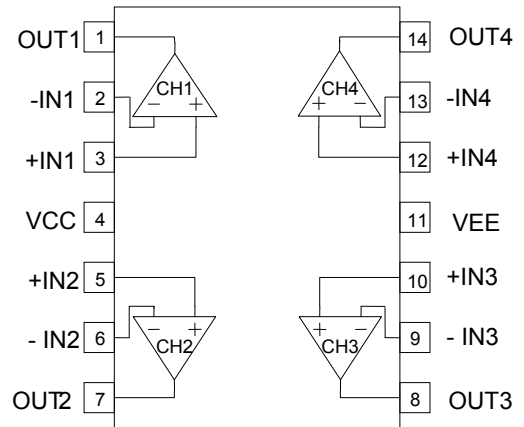 OUT1 1 14 OUT4
CH1 CH4
-IN1 2 − + + − 13 -IN4
+IN1 3 12 +IN4
VCC 4 11 VEE
+IN2 5 10 +IN3
- IN2 6 − + + − 9 - IN3
CH2 CH3
OUT2 7 8 OUT3